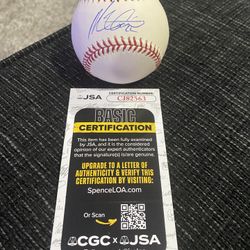 JSA
CERTIFICATION NUMBER:
CJ82563
BASIC
CERTIFICATION
This item has been fully examined
by JSA, and it is the considered
opinion of our expert authenticators
that the signature(s) is/are genuine.
UPGRADE TO A LETTER OF
AUTHENTICITY & VERIFY THIS
CERTIFICATION BY VISITING:
SpenceLOA.com
Or Scan
CGC x JSA